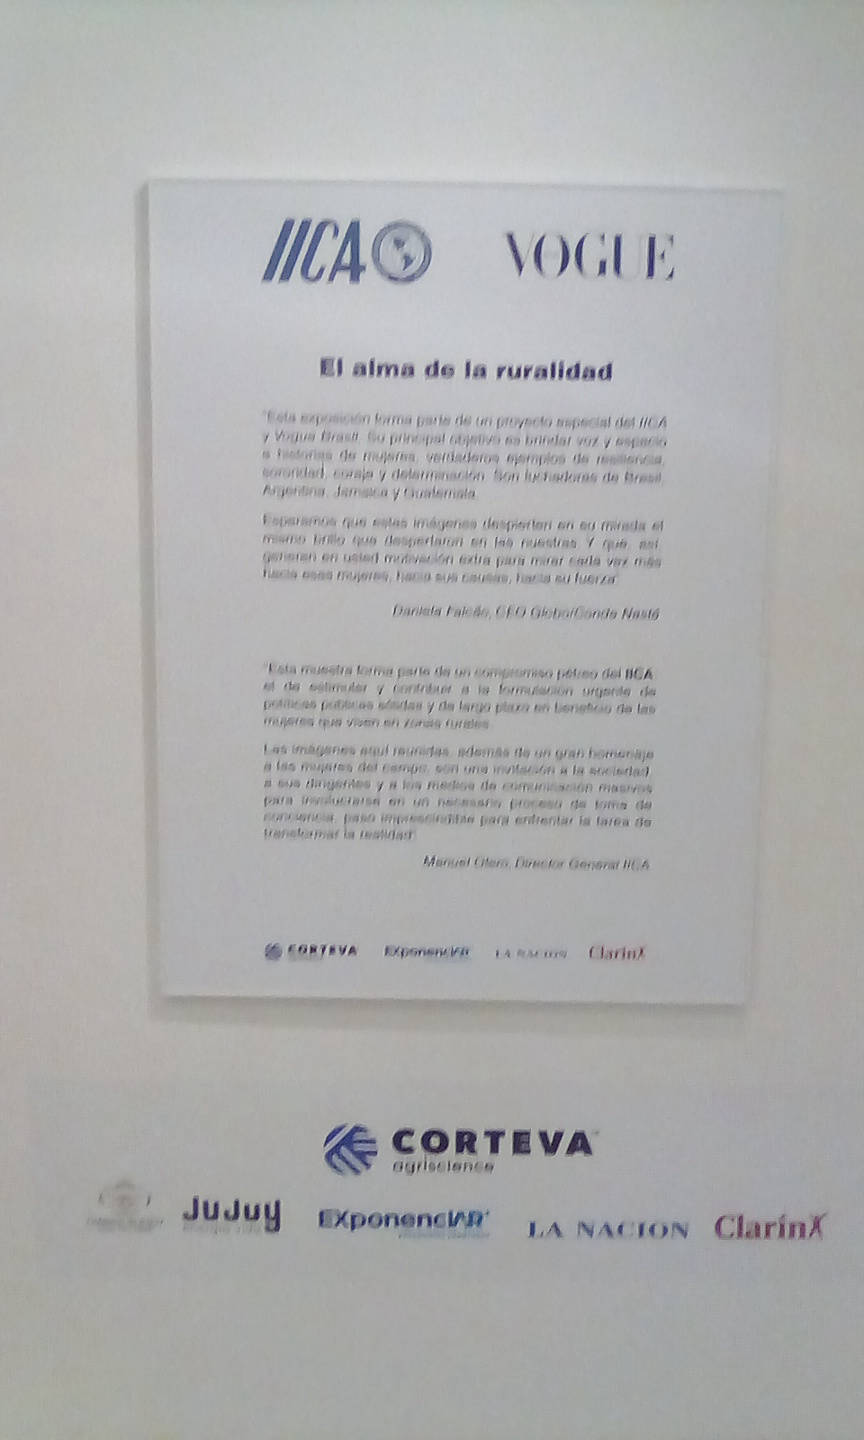 IICA VOGUE
El alma de la ruralidad
"Esta exposición forma parte de un proyecto especial del IICA
y Vogue Brasil. Su principal objetivo es brindar voz y espacio
a historias de mujeres, verdaderos ejemplos de resiliencia,
sororidad, coraje y determinación. Son luchadoras de Brasil,
Argentina, Jamaica y Guatemala.
Esperamos que estas imágenes despierten en su mirada el
mismo brillo que despertaron en las nuestras. Y que, así,
generen en usted motivación extra para mirar cada vez más
hacia esas mujeres, hacia sus causas, hacia su fuerza"
Daniela Falcão, CEO Globo/Conde Nasté
"Esta muestra forma parte de un compromiso pétreo del IICA
el de estimular y contribuir a la formulación urgente de
políticas públicas sólidas y de largo plazo en beneficio de las
mujeres que viven en zonas rurales.
Las imágenes aquí reunidas, además de un gran homenaje
a las mujeres del campo, son una invitación a la sociedad,
a sus dirigentes y a los medios de comunicación masivos
para involucrarse en un necesario proceso de toma de
conciencia, paso imprescindible para enfrentar la tarea de
transformar la realidad"
Manuel Otero, Director General IICA
CORTEVA EXponenciAR LA NACION Clarín
CORTEVA
agriscience
JuJuy EXponenciAR LA NACION Clarín